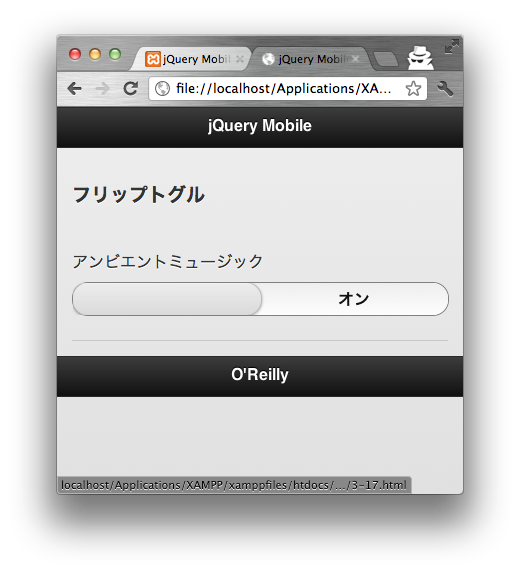 jQuery Mobil
jQuery Mobile
file://localhost/Applications/XA...
jQuery Mobile
フリップトグル
アンビエントミュージック
オン
O'Reilly
localhost/Applications/XAMPP/xamppfiles/htdocs/.../3-17.html